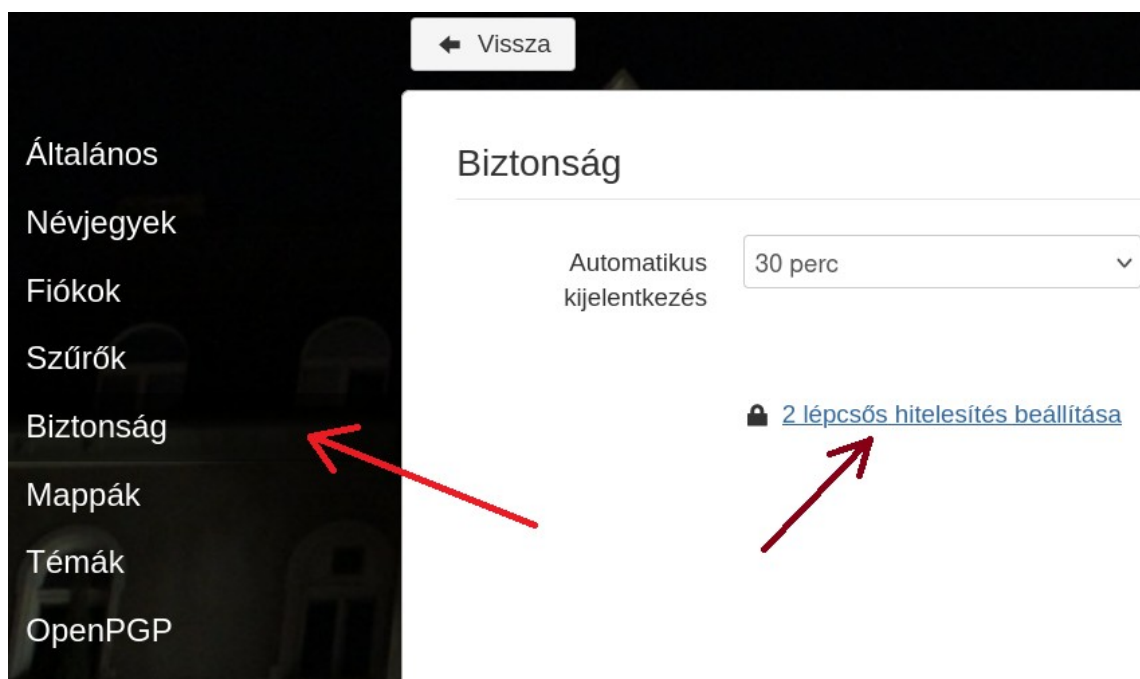 Vissza
Általános
Névjegyek
Fiókok
Szűrők
Biztonság
Mappák
Témák
OpenPGP
Biztonság
Automatikus
kijelentkezés
30 perc
2 lépcsős hitelesítés beállítása